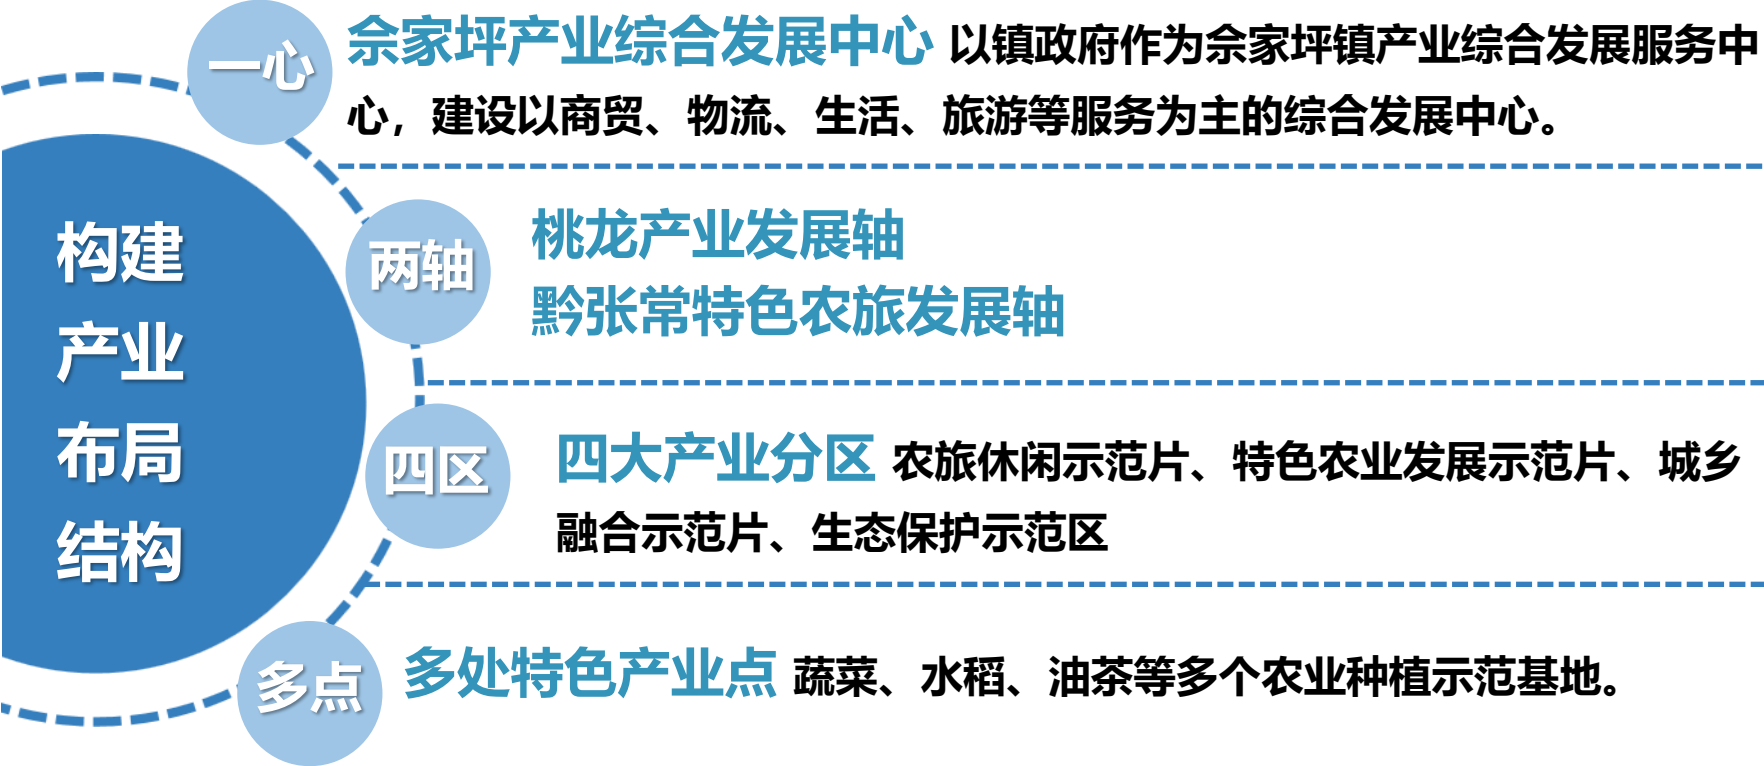 构建
产业
布局
结构
一心
佘家坪产业综合发展中心 以镇政府作为佘家坪镇产业综合发展服务中
心，建设以商贸、物流、生活、旅游等服务为主的综合发展中心。
两轴
桃龙产业发展轴
黔张常特色农旅发展轴
四区
四大产业分区 农旅休闲示范片、特色农业发展示范片、城乡
融合示范片、生态保护示范区
多点
多处特色产业点 蔬菜、水稻、油茶等多个农业种植示范基地。